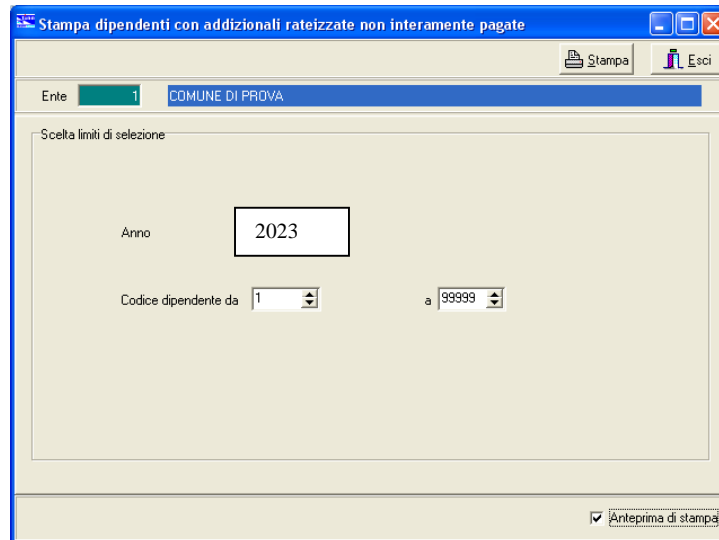 Stampa dipendenti con addizionali rateizzate non interamente pagate
Stampa Esci
Ente 1 COMUNE DI PROVA
Scelta limiti di selezione
Anno 2023
Codice dipendente da 1 a 99999
Anteprima di stampa